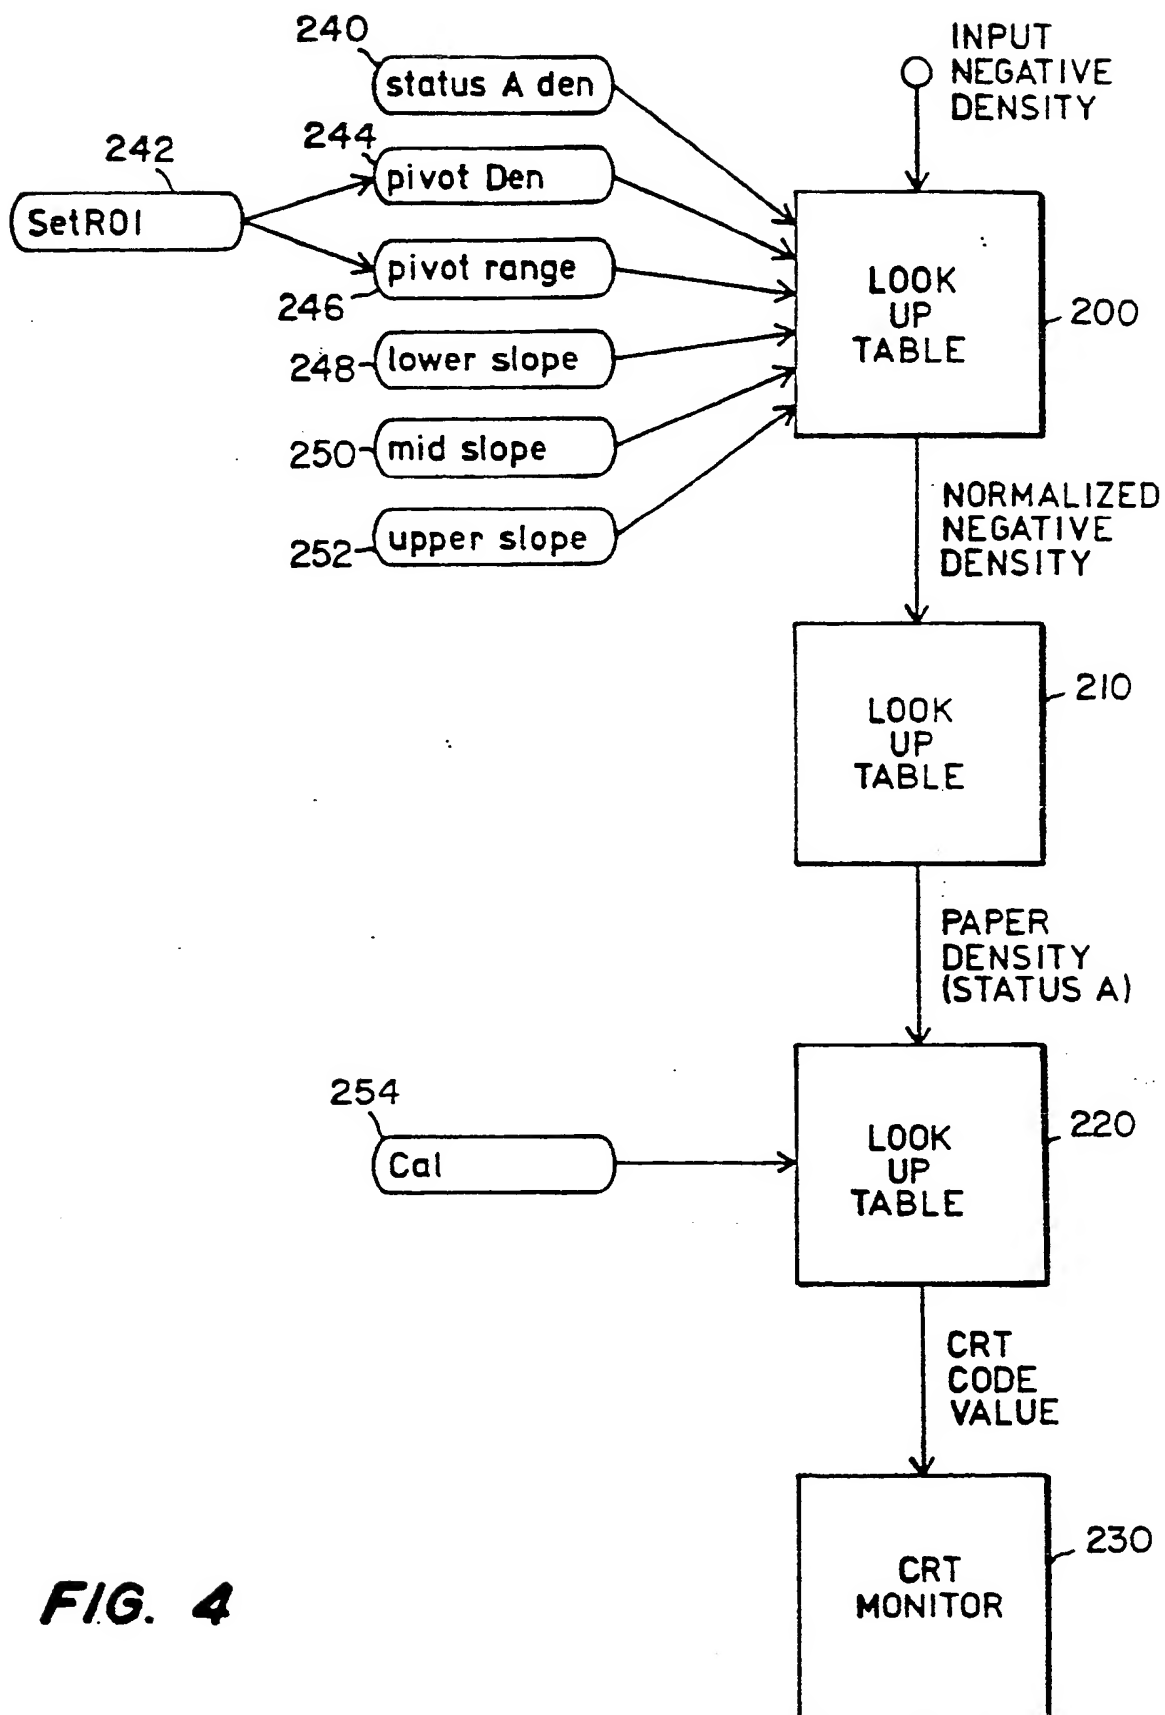 240
status A den
INPUT
NEGATIVE
DENSITY
242
244
pivot Den
SetROI
pivot range
246
LOOK
UP
TABLE
200
248
lower slope
250
mid slope
252
upper slope
NORMALIZED
NEGATIVE
DENSITY
LOOK
UP
TABLE
210
PAPER
DENSITY
(STATUS A)
254
Cal
LOOK
UP
TABLE
220
CRT
CODE
VALUE
CRT
MONITOR
230
FIG. 4